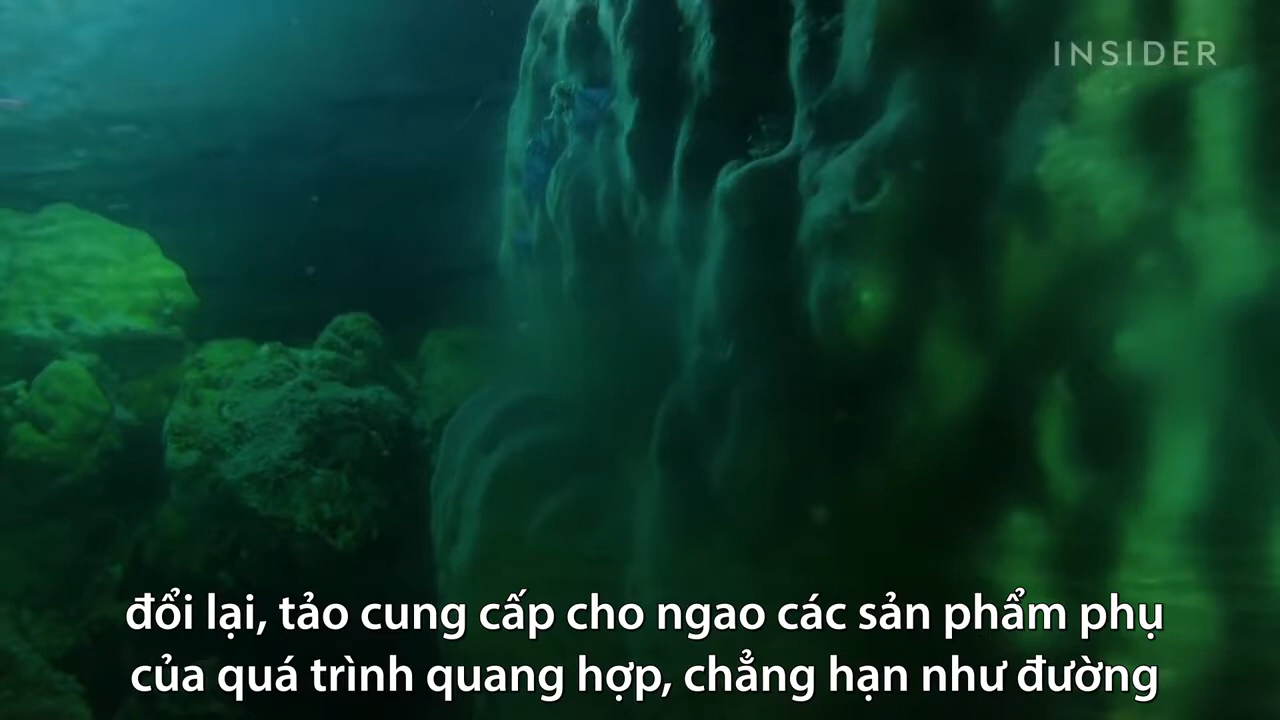 INSIDER
đổi lại, tảo cung cấp cho ngao các sản phẩm phụ
của quá trình quang hợp, chẳng hạn như đường